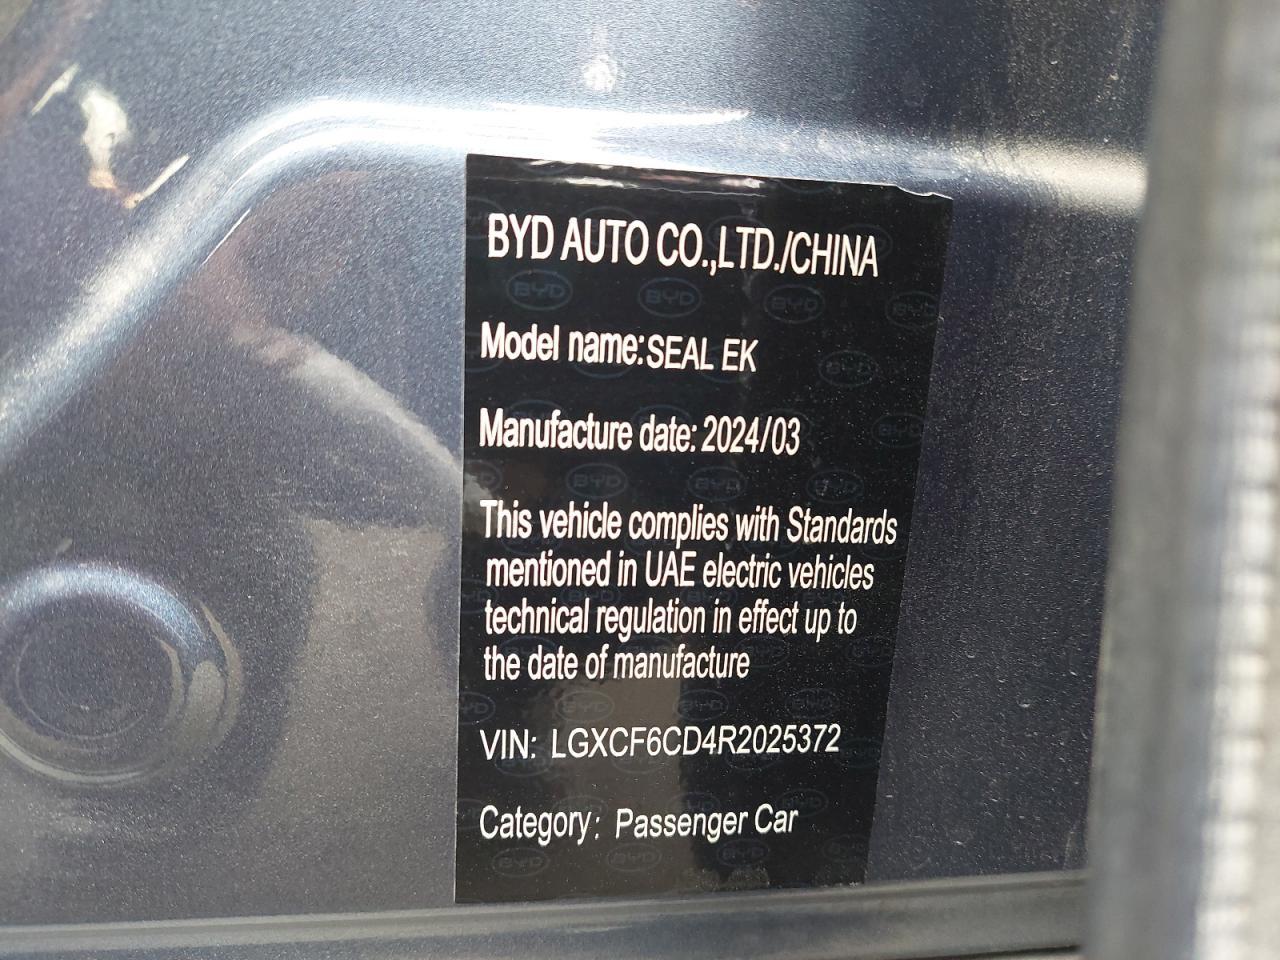 BYD AUTO CO.,LTD./CHINA
Model name:SEAL EK
Manufacture date: 2024/03
This vehicle complies with Standards
mentioned in UAE electric vehicles
technical regulation in effect up to
the date of manufacture
VIN: LGXCF6CD4R2025372
Category: Passenger Car